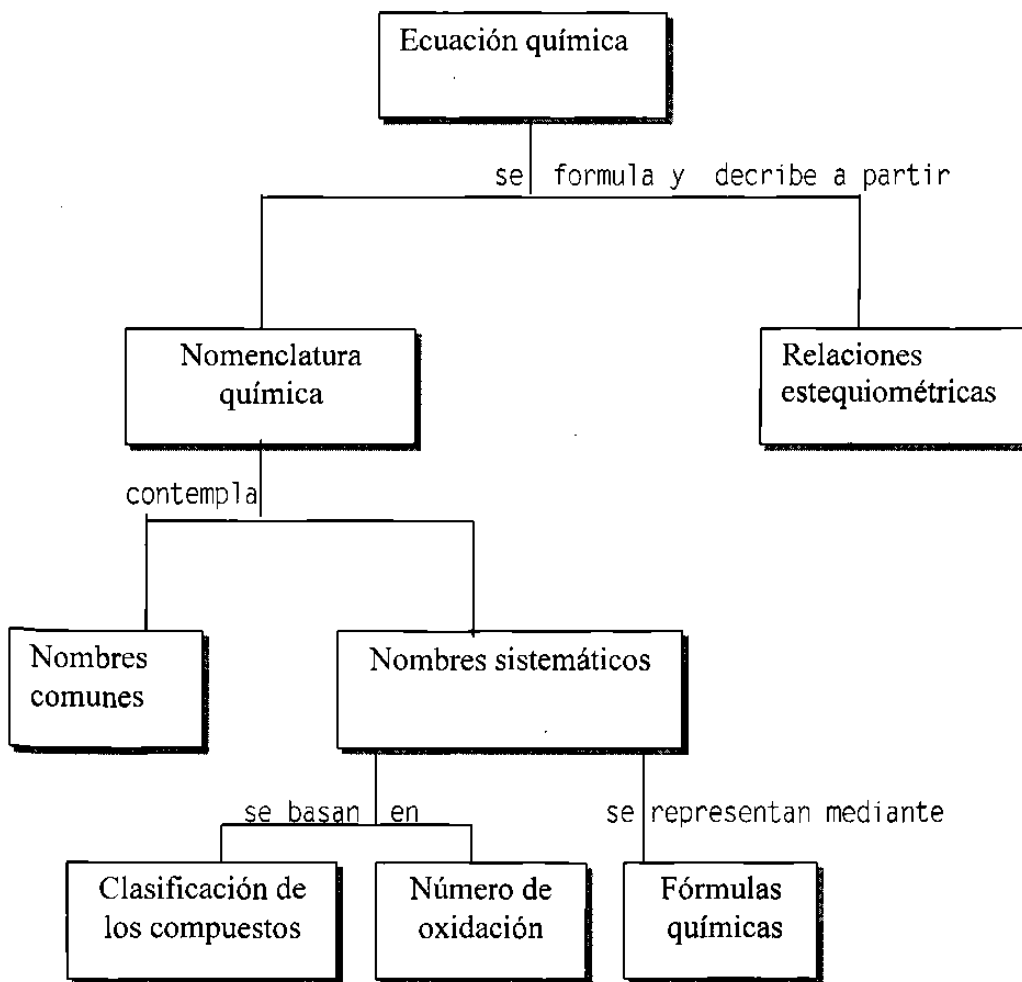 Ecuación química
se formula y decribe a partir
Nomenclatura
química
Relaciones
estequiométricas
contempla
Nombres
comunes
Nombres sistemáticos
se basan en
se representan mediante
Clasificación de
los compuestos
Número de
oxidación
Fórmulas
químicas